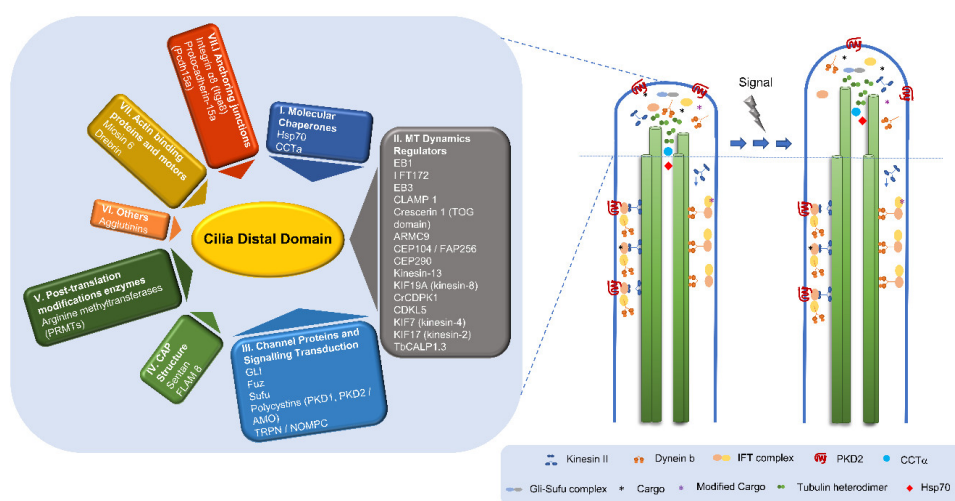 VII.I Anchoring junctions
Integrin α8 (Itga8)
Protocadherin-15a
(Pcdh15a)
VII. Actin binding
proteins and motors
Miosin 6
Drebrin
VI. Others
Agglutinins
V. Post-translation
modifications enzymes
Arginine methyltransferases
(PRMTs)
IV. CAP
Structure
Sentan
FLAM 8
III. Channel Proteins and
Signalling Transduction
GLI
Fuz
Sufu
Polycystins (PKD1, PKD2 /
AMO)
TRPN / NOMPC
I. Molecular
Chaperones
Hsp70
CCTa
Cilia Distal Domain
II. MT Dynamics
Regulators
EB1
I FT172
EB3
CLAMP 1
Crescerin 1 (TOG
domain)
ARMC9
CEP104 / FAP256
CEP290
Kinesin-13
KIF19A (kinesin-8)
CrCDPK1
CDKL5
KIF7 (kinesin-4)
KIF17 (kinesin-2)
TbCALP1.3
Signal
Kinesin II
Dynein b
IFT complex
PKD2
CCTα
Gli-Sufu complex
Cargo
Modified Cargo
Tubulin heterodimer
Hsp70